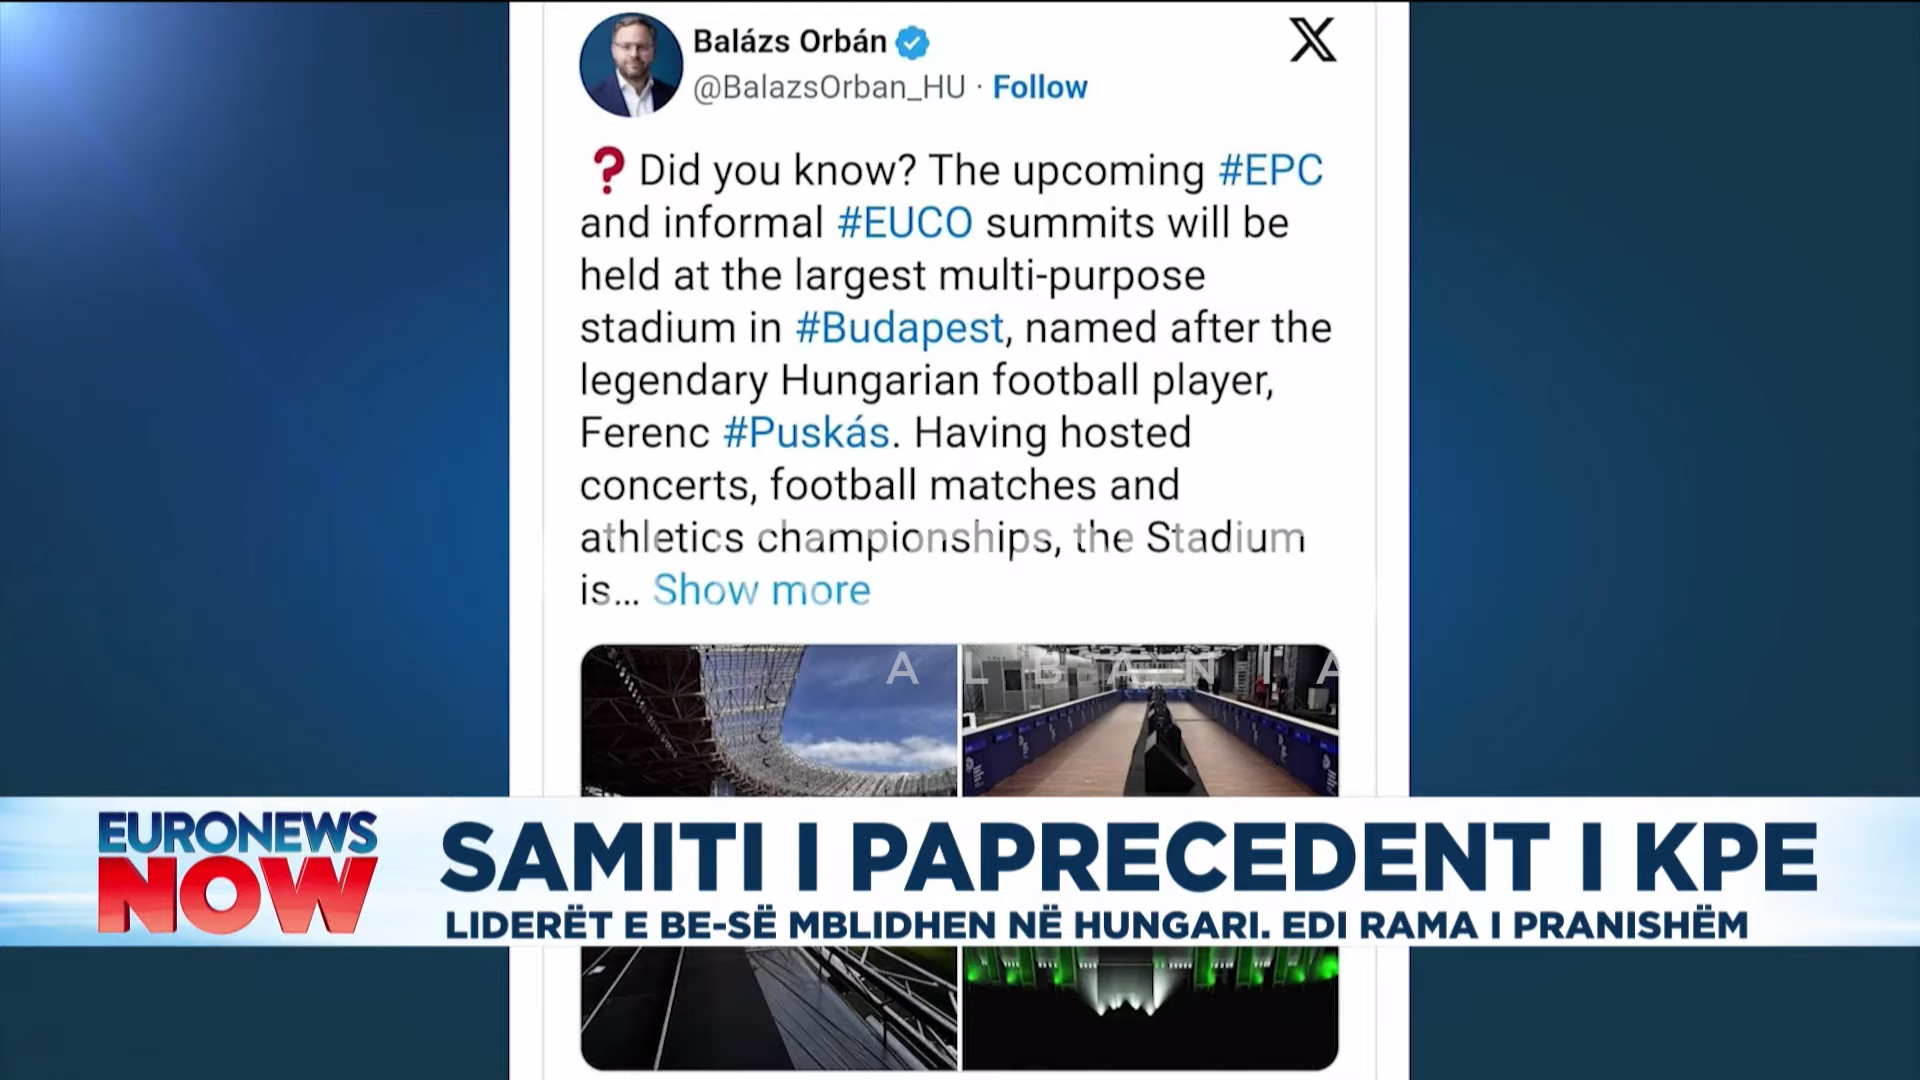 Balázs Orbán
X
@BalazsOrban_HU · Follow
❓Did you know? The upcoming #EPC
and informal #EUCO summits will be
held at the largest multi-purpose
stadium in #Budapest, named after the
legendary Hungarian football player,
Ferenc #Puskás. Having hosted
concerts, football matches and
athletics championships, the Stadium
is... Show more
ALBANIA
EURONEWS
NOW
SAMITI I PAPRECEDENT I KPE
LIDERËT E BE-SË MBLIDHEN NË HUNGARI. EDI RAMA I PRANISHËM